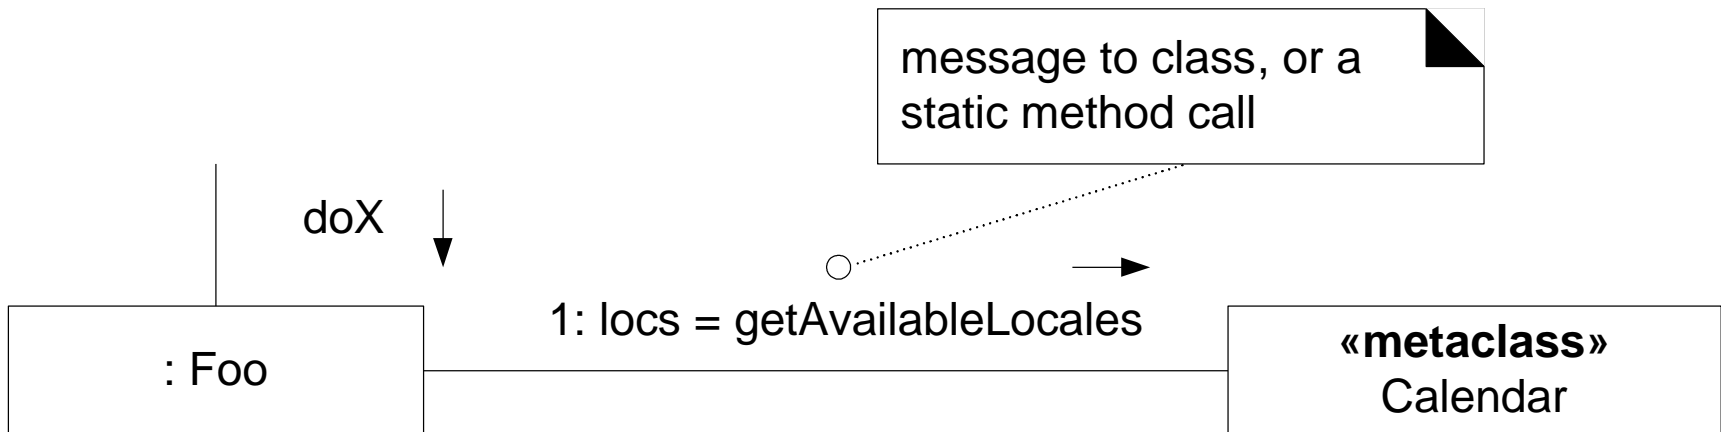 message to class, or a
static method call
doX
1: locs = getAvailableLocales
: Foo
«metaclass»
Calendar